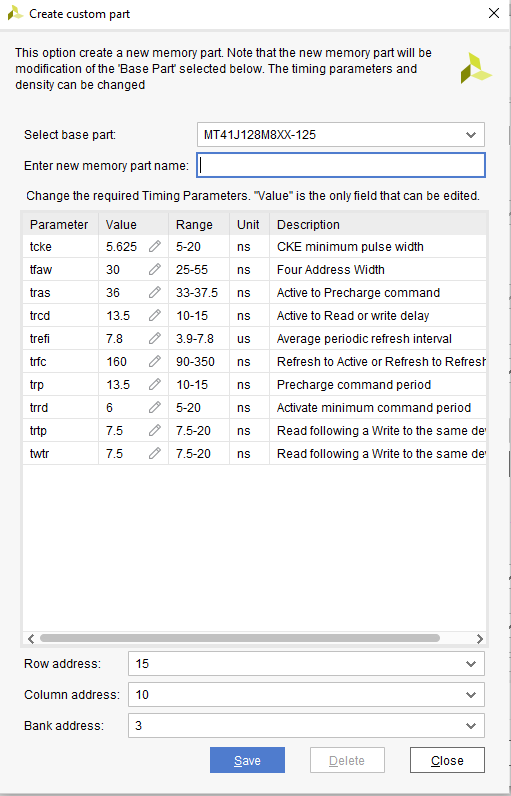 Create custom part
This option create a new memory part. Note that the new memory part will be
modification of the 'Base Part' selected below. The timing parameters and
density can be changed
Select base part: MT41J128M8XX-125
Enter new memory part name:
Change the required Timing Parameters. "Value" is the only field that can be edited.
Parameter Value Range Unit Description
tcke 5.625 5-20 ns CKE minimum pulse width
tfaw 30 25-55 ns Four Address Width
tras 36 33-37.5 ns Active to Precharge command
trcd 13.5 10-15 ns Active to Read or write delay
trefi 7.8 3.9-7.8 us Average periodic refresh interval
trfc 160 90-350 ns Refresh to Active or Refresh to Refresh
trp 13.5 10-15 ns Precharge command period
trrd 6 5-20 ns Activate minimum command period
trtp 7.5 7.5-20 ns Read following a Write to the same de
twtr 7.5 7.5-20 ns Read following a Write to the same de
Row address: 15
Column address: 10
Bank address: 3
Save Delete Close